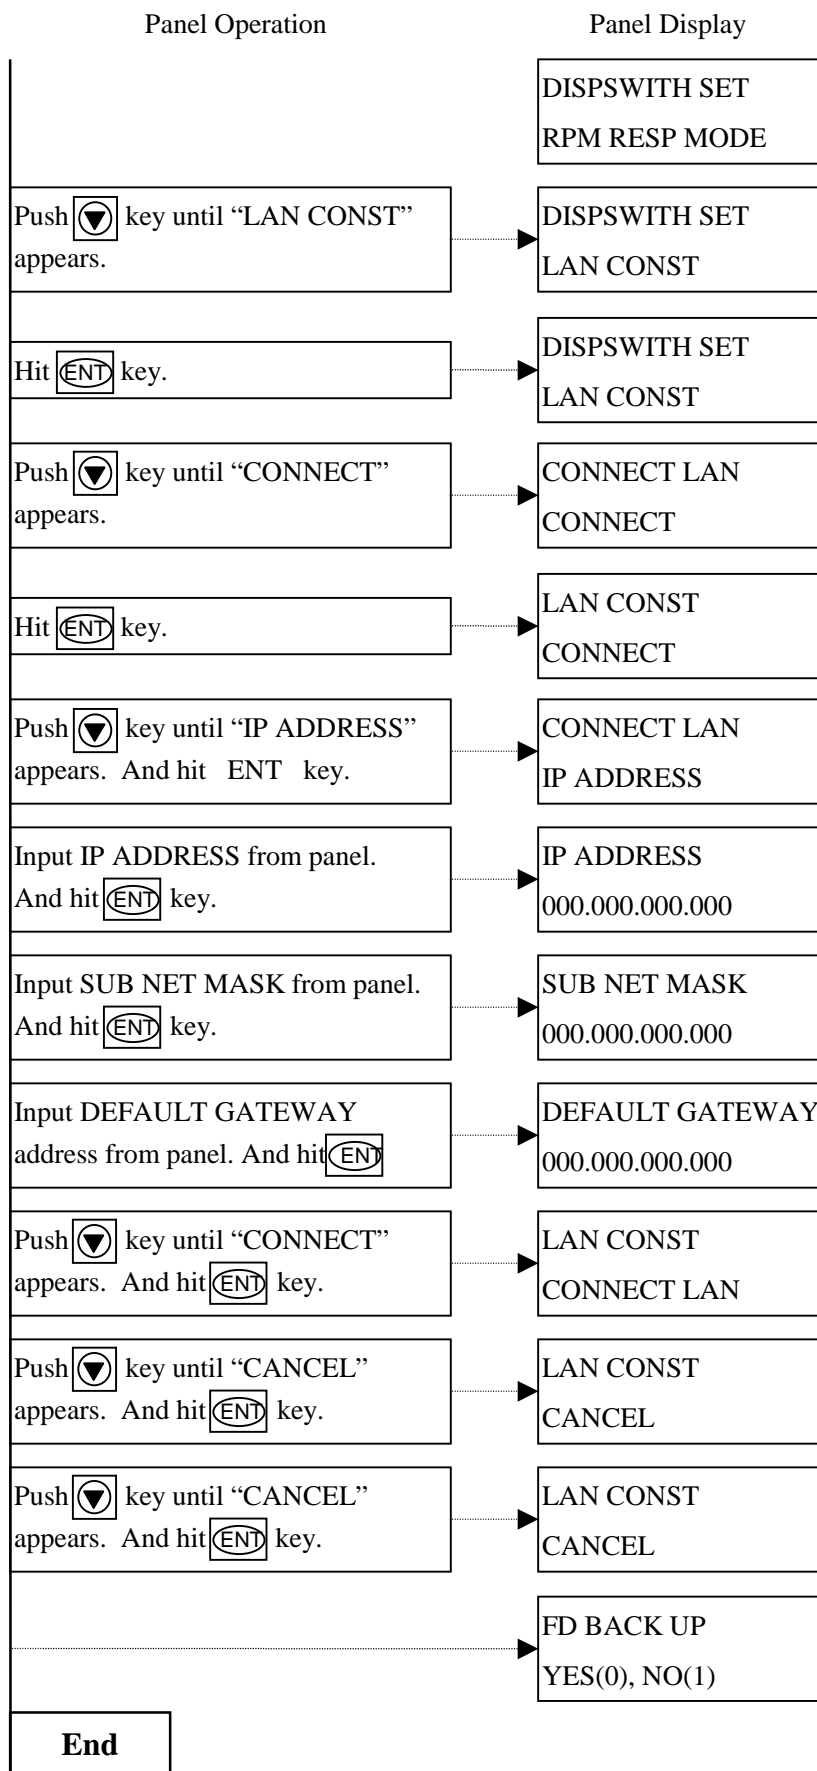 Panel Operation
Panel Display
DISPSWITH SET
RPM RESP MODE
Push key until “LAN CONST”
appears.
DISPSWITH SET
LAN CONST
Hit ENT key.
DISPSWITH SET
LAN CONST
Push key until “CONNECT”
appears.
CONNECT LAN
CONNECT
Hit ENT key.
LAN CONST
CONNECT
Push key until “IP ADDRESS”
appears. And hit ENT key.
CONNECT LAN
IP ADDRESS
Input IP ADDRESS from panel.
And hit ENT key.
IP ADDRESS
000.000.000.000
Input SUB NET MASK from panel.
And hit ENT key.
SUB NET MASK
000.000.000.000
Input DEFAULT GATEWAY
address from panel. And hit ENT
DEFAULT GATEWAY
000.000.000.000
Push key until “CONNECT”
appears. And hit ENT key.
LAN CONST
CONNECT LAN
Push key until “CANCEL”
appears. And hit ENT key.
LAN CONST
CANCEL
Push key until “CANCEL”
appears. And hit ENT key.
LAN CONST
CANCEL
FD BACK UP
YES(0), NO(1)
End